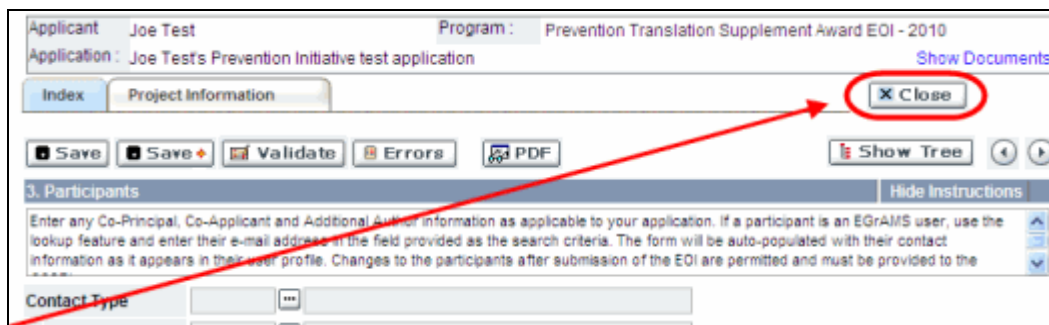 Applicant Joe Test Program : Prevention Translation Supplement Award EOI - 2010
Application : Joe Test's Prevention Initiative test application Show Documents
Index Project Information Close
Save Save Validate Errors PDF Show Tree
3. Participants Hide Instructions
Enter any Co-Principal, Co-Applicant and Additional Author information as applicable to your application. If a participant is an EGrAMS user, use the
lookup feature and enter their e-mail address in the field provided as the search criteria. The form will be auto-populated with their contact
information as it appears in their user profile. Changes to the participants after submission of the EOI are permitted and must be provided to the
Contact Type